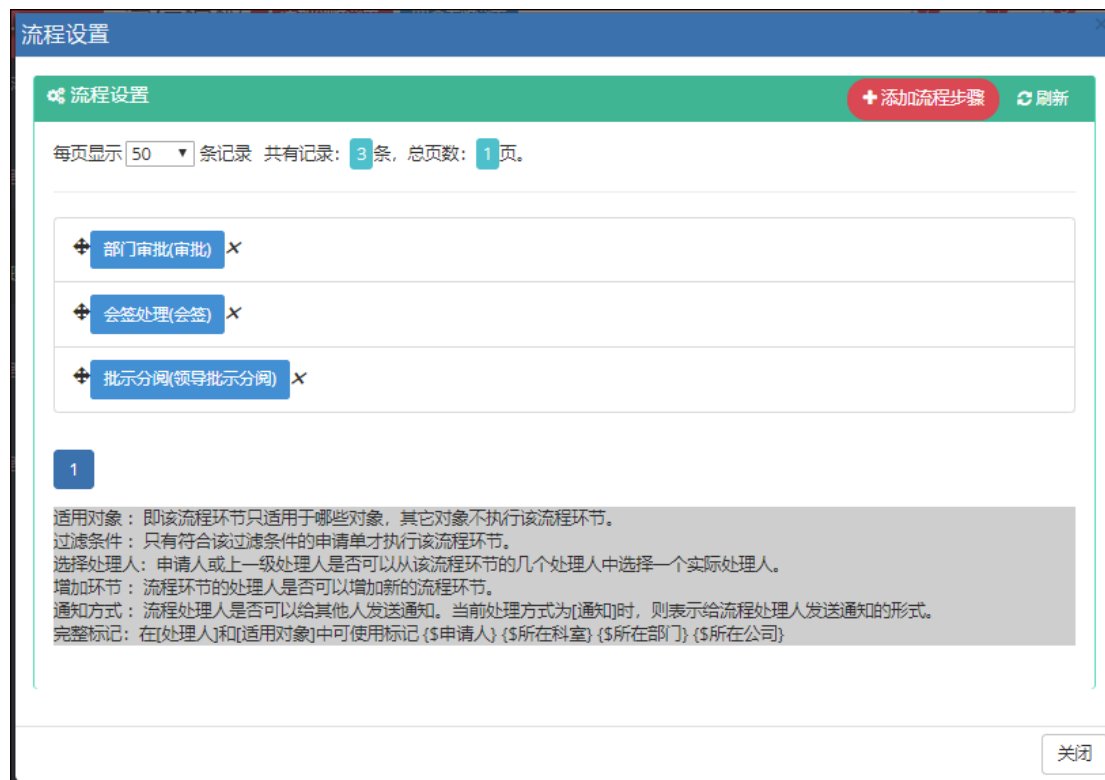 流程设置
流程设置 添加流程步骤 刷新
每页显示 50 条记录 共有记录： 3 条，总页数： 1 页。
部门审批(审批)
会签处理(会签)
批示分阅(领导批示分阅)
1
适用对象 ：即该流程环节只适用于哪些对象，其它对象不执行该流程环节。
过滤条件 ：只有符合该过滤条件的申请单才执行该流程环节。
选择处理人：申请人或上一级处理人是否可以从该流程环节的几个处理人中选择一个实际处理人。
增加环节 ：流程环节的处理人是否可以增加新的流程环节。
通知方式 ：流程处理人是否可以给其他人发送通知。当前处理方式为[通知]时，则表示给流程处理人发送通知的形式。
完整标记：在[处理人]和[适用对象]中可使用标记 {$申请人} {$所在科室} {$所在部门} {$所在公司}
关闭